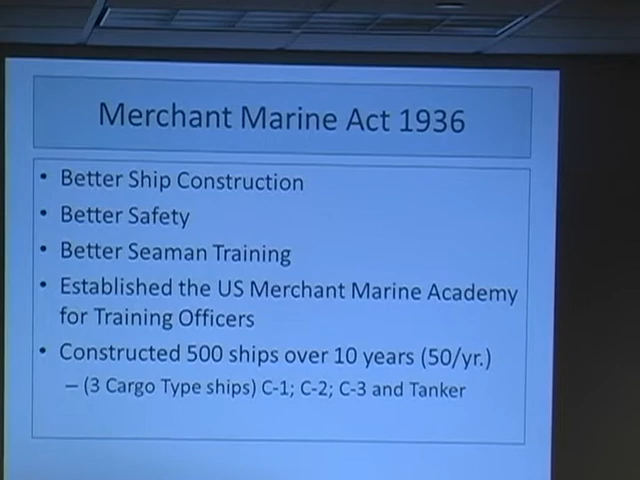 Merchant Marine Act 1936
• Better Ship Construction
• Better Safety
• Better Seaman Training
• Established the US Merchant Marine Academy
for Training Officers
• Constructed 500 ships over 10 years (50/yr.)
– (3 Cargo Type ships) C-1; C-2; C-3 and Tanker